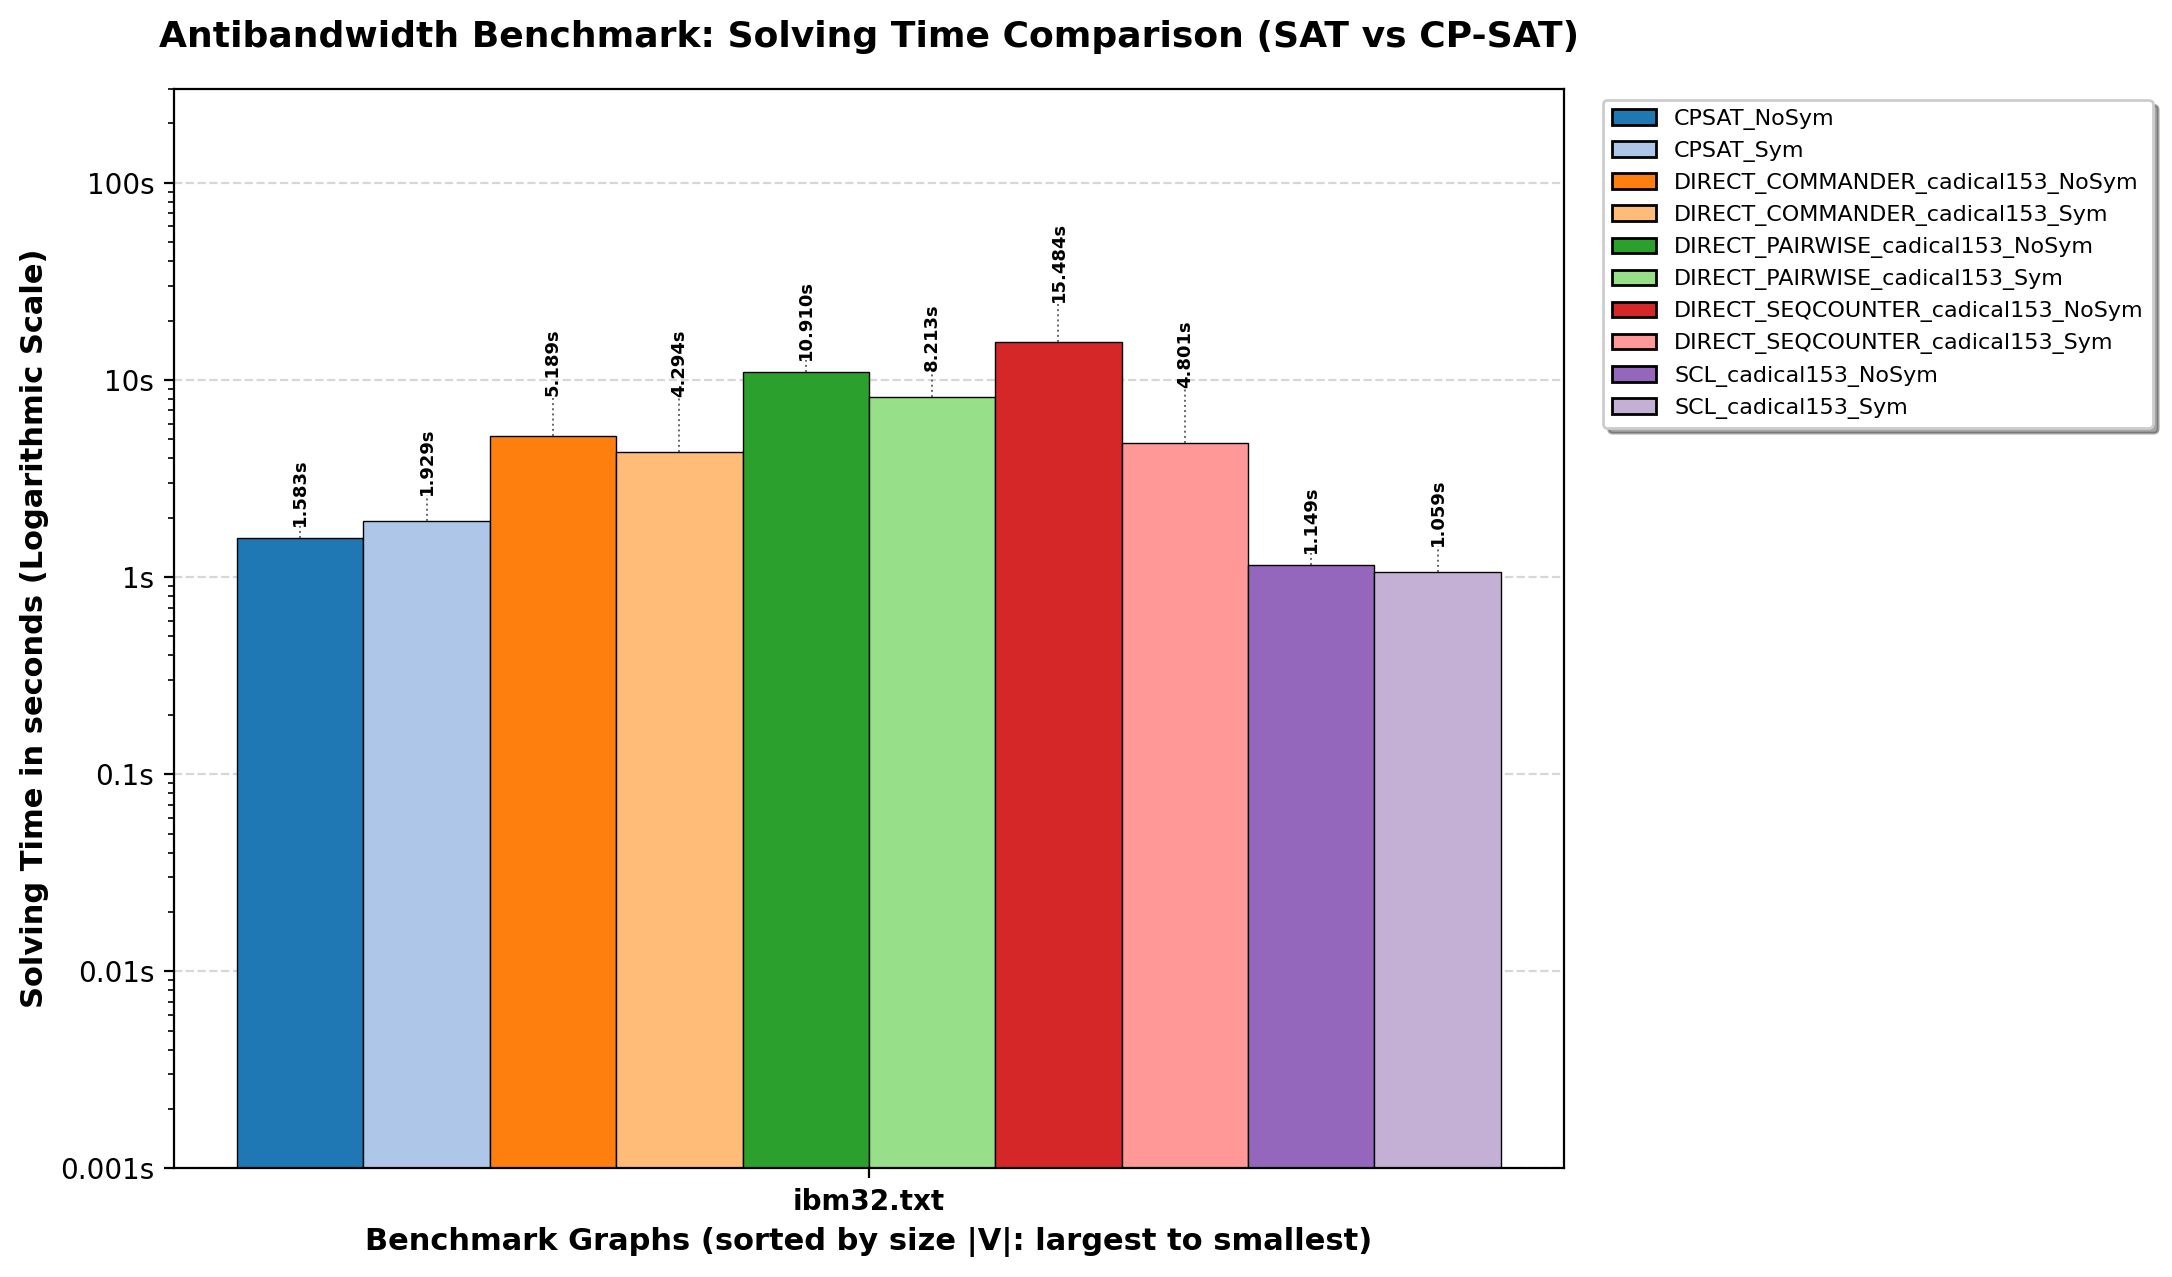 Antibandwidth Benchmark: Solving Time Comparison (SAT vs CP-SAT)
Solving Time in seconds (Logarithmic Scale)
100s
10s
1s
0.1s
0.01s
0.001s
1.583s
1.929s
5.189s
4.294s
10.910s
8.213s
15.484s
4.801s
1.149s
1.059s
ibm32.txt
Benchmark Graphs (sorted by size |V|: largest to smallest)
CPSAT_NoSym
CPSAT_Sym
DIRECT_COMMANDER_cadical153_NoSym
DIRECT_COMMANDER_cadical153_Sym
DIRECT_PAIRWISE_cadical153_NoSym
DIRECT_PAIRWISE_cadical153_Sym
DIRECT_SEQCOUNTER_cadical153_NoSym
DIRECT_SEQCOUNTER_cadical153_Sym
SCL_cadical153_NoSym
SCL_cadical153_Sym